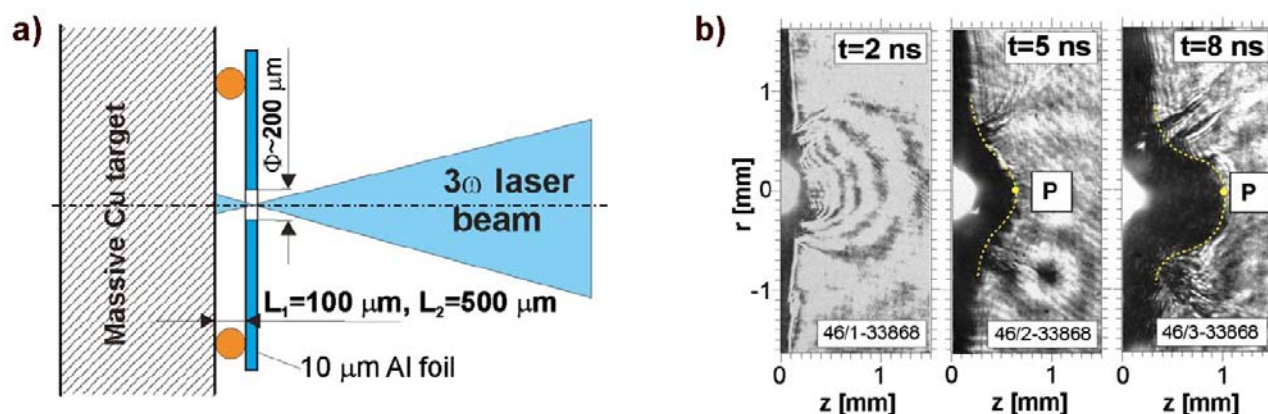 a)
Massive Cu target
Φ~200 μm
3ω laser
beam
L₁=100 μm, L₂=500 μm
10 μm Al foil
b)
t=2 ns
t=5 ns
t=8 ns
1
0
-1
r [mm]
P
P
46/1-33868
46/2-33868
46/3-33868
0 1
0 1
0 1
z [mm]
z [mm]
z [mm]